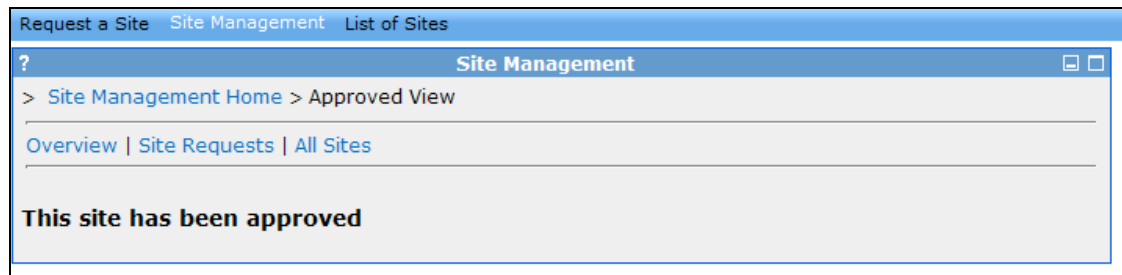 Request a Site Site Management List of Sites
? Site Management
> Site Management Home > Approved View
Overview | Site Requests | All Sites
This site has been approved